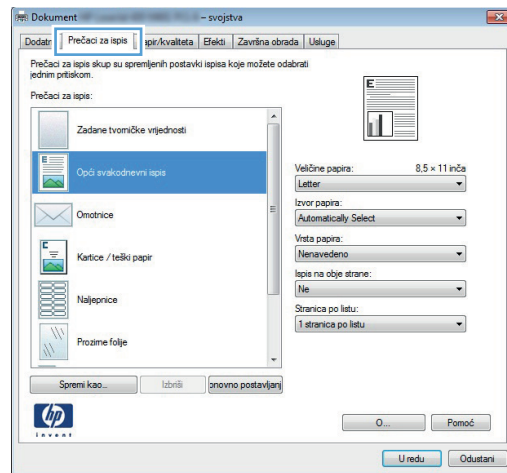 Dokument – svojstva
Prečaci za ispis
apir/kvaliteta Efekti Završna obrada Usluge
Prečaci za ispis skup su spremljenih postavki ispisa koje možete odabrati
jednim pritiskom.
Prečaci za ispis:
Zadane tvorničke vrijednosti
Opći svakodnevni ispis
Omotnice
Kartice / teški papir
Naljepnice
Prozirne folije
E
Veličine papira: 8,5 × 11 inča
Letter
Izvor papira:
Automatically Select
Vrsta papira:
Nenavedeno
Ispis na obje strane:
Ne
Stranica po listu:
1 stranica po listu
Spremi kao... Izbriši onovno postavljanj
hp
invent
O... Pomoć
U redu Odustani